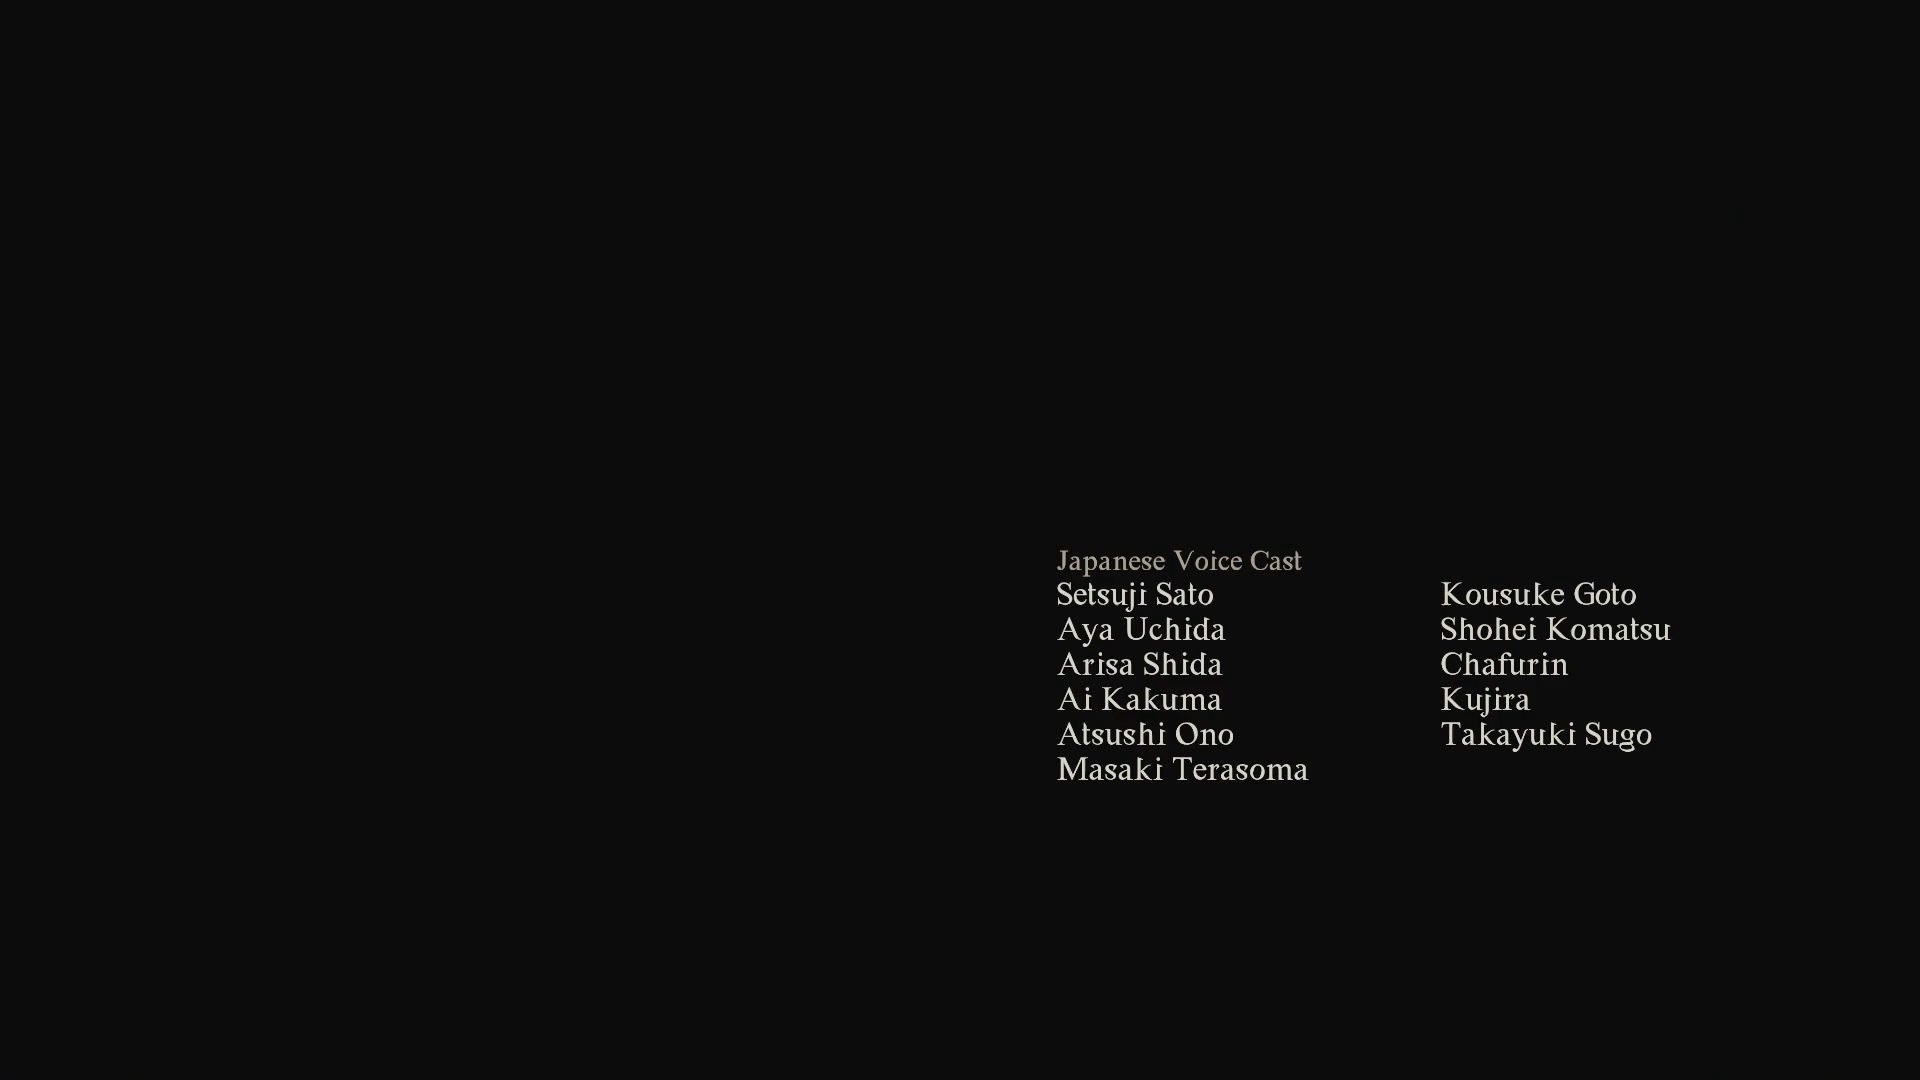 Japanese Voice Cast
Setsuji Sato
Aya Uchida
Arisa Shida
Ai Kakuma
Atsushi Ono
Masaki Terasoma
Kousuke Goto
Shohei Komatsu
Chafurin
Kujira
Takayuki Sugo